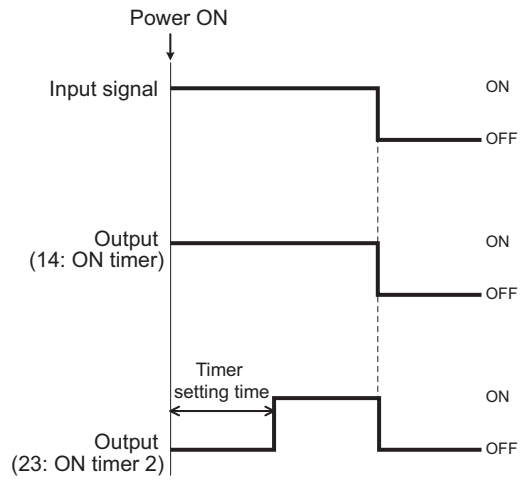 Power ON
Input signal
ON
OFF
Output
(14: ON timer)
ON
OFF
Timer
setting time
ON
Output
(23: ON timer 2)
OFF